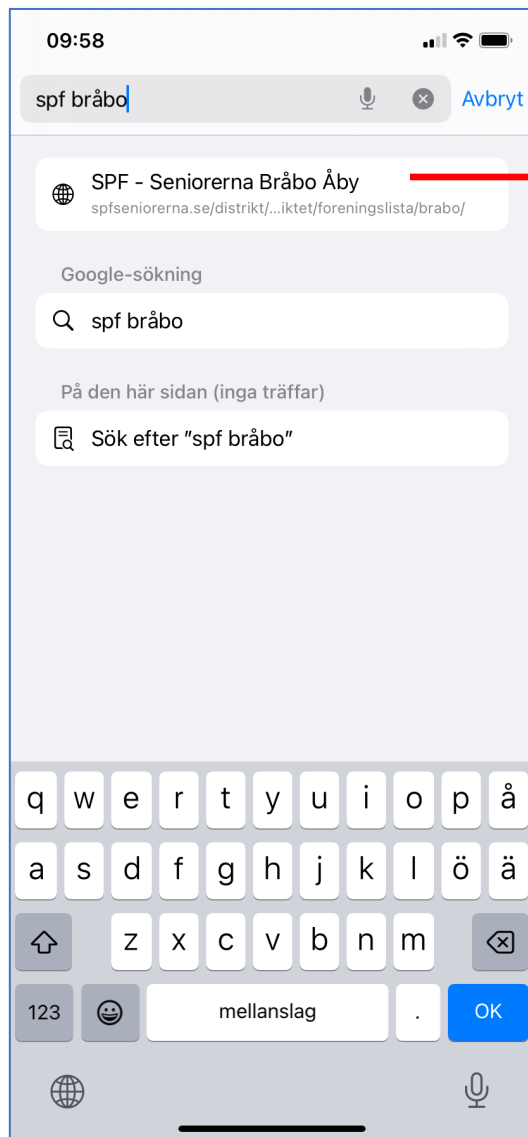 09:58
spf bråbo
Avbryt
SPF - Seniorerna Bråbo Åby
spfseniorerna.se/distrikt/...iktet/foreningslista/brabo/
Google-sökning
spf bråbo
På den här sidan (inga träffar)
Sök efter "spf bråbo"
q w e r t y u i o p å
a s d f g h j k l ö ä
z x c v b n m
123 mellanslag . OK